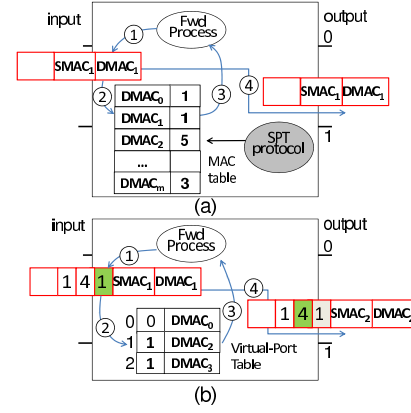 input
output
Fwd
Process
1
0
SMAC1 DMAC1
2
3
4
DMAC0 1
DMAC1 1
DMAC2 5
...
DMACm 3
MAC
table
SPT
protocol
SMAC1 DMAC1
1
(a)
input
output
Fwd
Process
1
0
1 4 1 SMAC1 DMAC1
2
3
4
0 0 DMAC0
1 1 DMAC2
2 1 DMAC3
Virtual-Port
Table
1 4 1 SMAC2 DMAC2
1
(b)